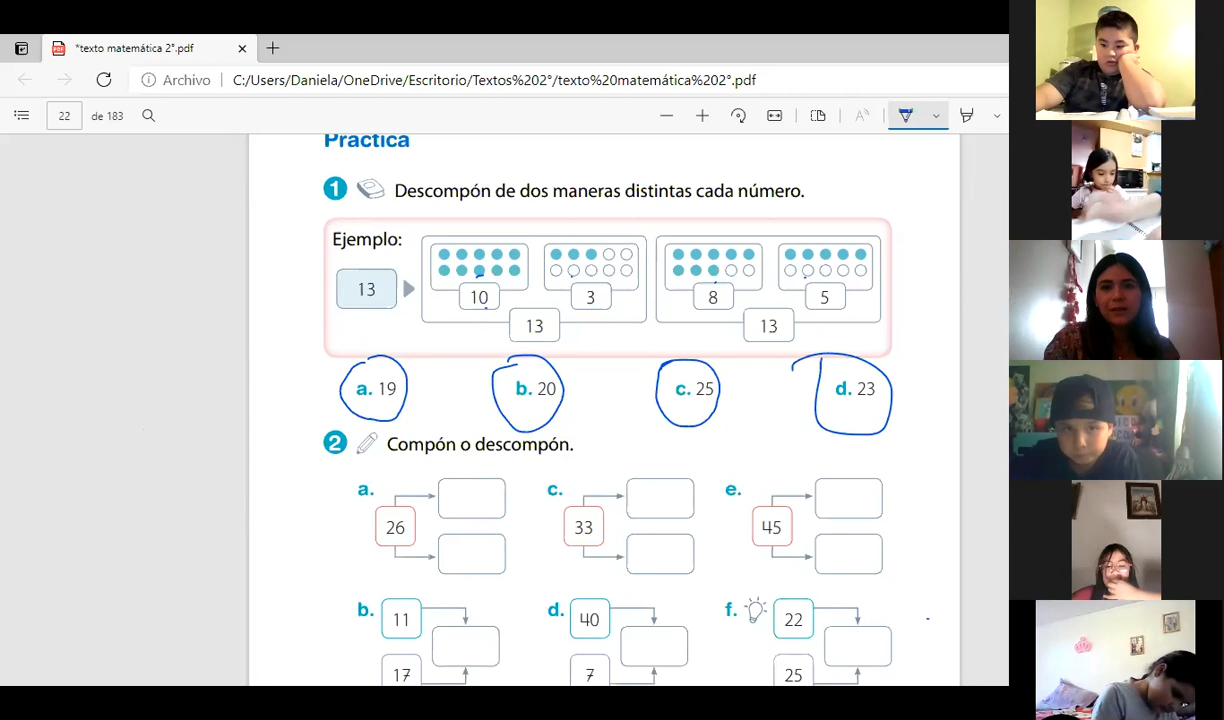 *texto matemática 2°.pdf
Archivo
C:/Users/Daniela/OneDrive/Escritorio/Textos%202°/texto%20matemática%202°.pdf
22
de 183
Practica
1 Descompón de dos maneras distintas cada número.
Ejemplo:
13
10
3
8
5
13
13
a. 19
b. 20
c. 25
d. 23
2 Compón o descompón.
a.
c.
e.
26
33
45
b. 11
d. 40
f. 22
17
7
25